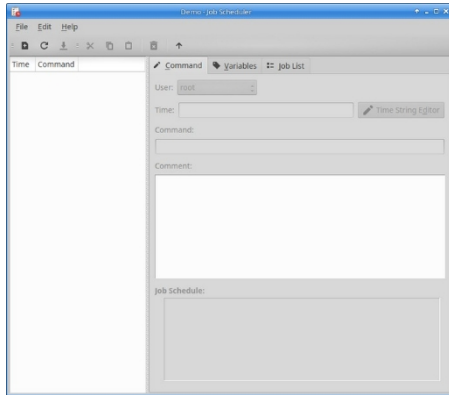 Demo - Job Scheduler
File Edit Help
Time Command
Command Variables Job List
User: root
Time: Time String Editor
Command:
Comment:
Job Schedule: